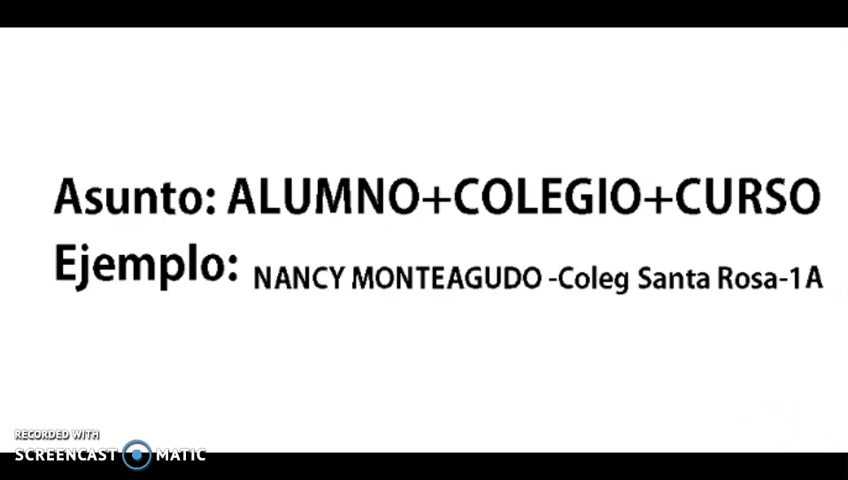 Asunto: ALUMNO+COLEGIO+CURSO
Ejemplo: NANCY MONTEAGUDO -Coleg Santa Rosa-1A
RECORDED WITH
SCREENCAST MATIC